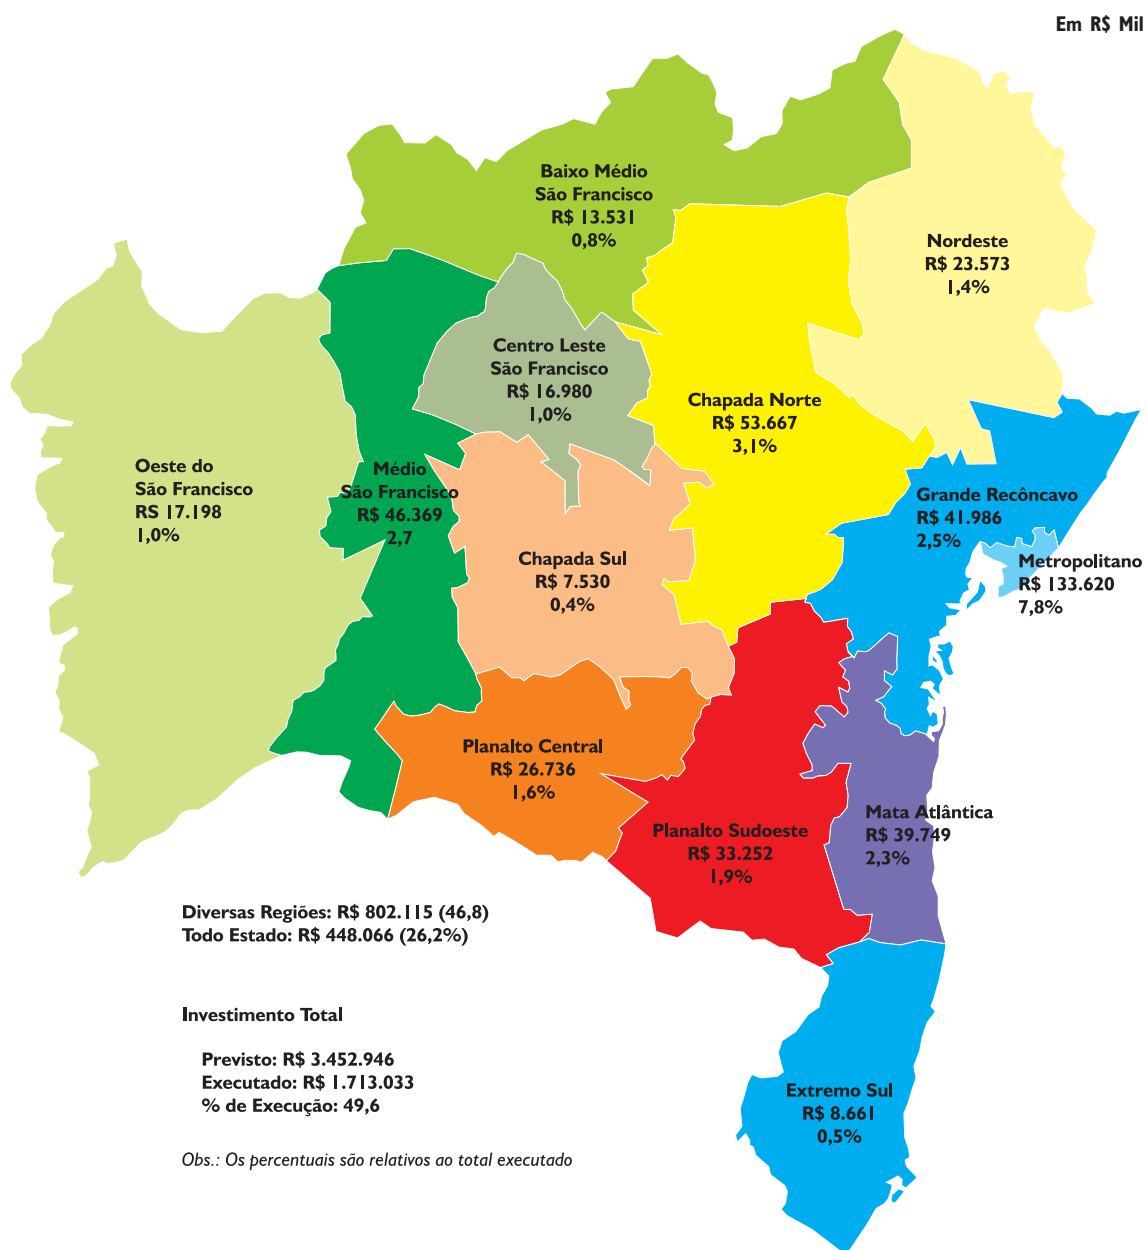 Em R$ Mil
Baixo Médio
São Francisco
R$ 13.531
0,8%
Nordeste
R$ 23.573
1,4%
Centro Leste
São Francisco
R$ 16.980
1,0%
Chapada Norte
R$ 53.667
3,1%
Oeste do
São Francisco
RS 17.198
1,0%
Médio
São Francisco
R$ 46.369
2,7
Grande Recôncavo
R$ 41.986
2,5%
Chapada Sul
R$ 7.530
0,4%
Metropolitano
R$ 133.620
7,8%
Planalto Central
R$ 26.736
1,6%
Mata Atlântica
R$ 39.749
2,3%
Planalto Sudoeste
R$ 33.252
1,9%
Diversas Regiões: R$ 802.115 (46,8)
Todo Estado: R$ 448.066 (26,2%)
Investimento Total
Previsto: R$ 3.452.946
Executado: R$ 1.713.033
% de Execução: 49,6
Extremo Sul
R$ 8.661
0,5%
Obs.: Os percentuais são relativos ao total executado